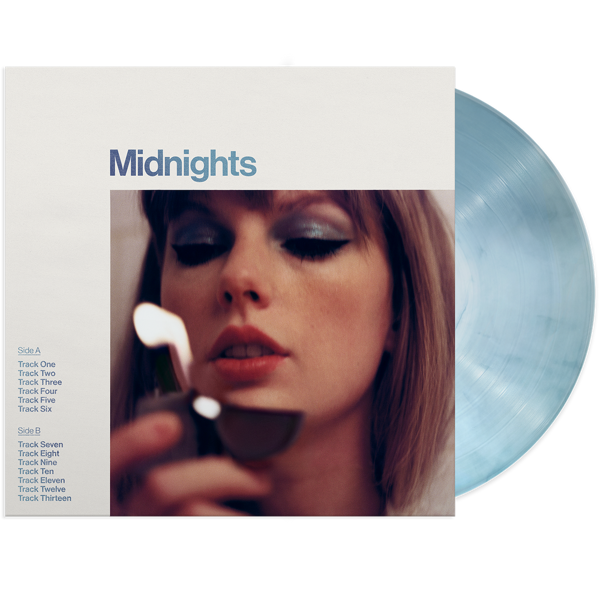 Midnights
Side A
Track One
Track Two
Track Three
Track Four
Track Five
Track Six
Side B
Track Seven
Track Eight
Track Nine
Track Ten
Track Eleven
Track Twelve
Track Thirteen